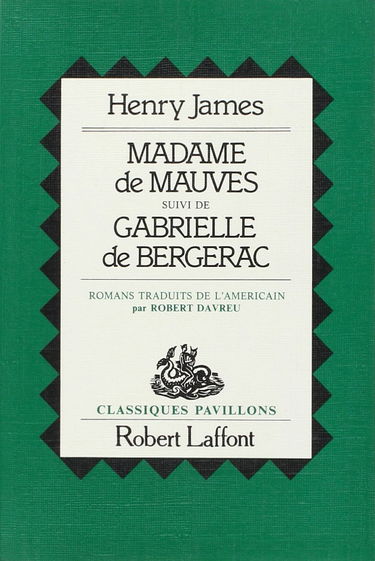 Henry James
MADAME
de MAUVES
SUIVI DE
GABRIELLE
de BERGERAC
ROMANS TRADUITS DE L'AMERICAIN
par ROBERT DAVREU
CLASSIQUES PAVILLONS
Robert Laffont